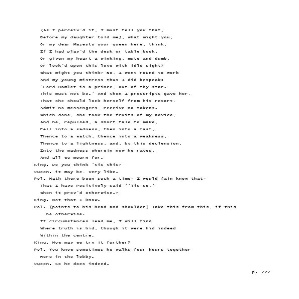 (As I perceiv'd it, I must tell you that,
Before my daughter told me), what might you,
Or my dear Majesty your queen here, think,
If I had play'd the desk or table book,
Or given my heart a winking, mute and dumb,
Or look'd upon this love with idle sight?
What might you think? No, I went round to work
And my young mistress thus I did bespeak:
'Lord Hamlet is a prince, out of thy star.
This must not be.' and then I prescripts gave her,
That she should lock herself from his resort,
Admit no messengers, receive no tokens.
Which done, she took the fruits of my advice,
And he, repulsed, a short tale to make,
Fell into a sadness, then into a fast,
Thence to a watch, thence into a weakness,
Thence to a lightness, and, by this declension,
Into the madness wherein now he raves,
And all we mourn for.
King. Do you think 'tis this?
Queen. It may be, very like.
Pol. Hath there been such a time- I would fain know that-
That I have Positively said ''Tis so,'
When it prov'd otherwise?
King. Not that I know.
Pol. [points to his head and shoulder] Take this from this, if this
be otherwise.
If circumstances lead me, I will find
Where truth is hid, though it were hid indeed
Within the centre.
King. How may we try it further?
Pol. You know sometimes he walks four hours together
Here in the lobby.
Queen. So he does indeed.